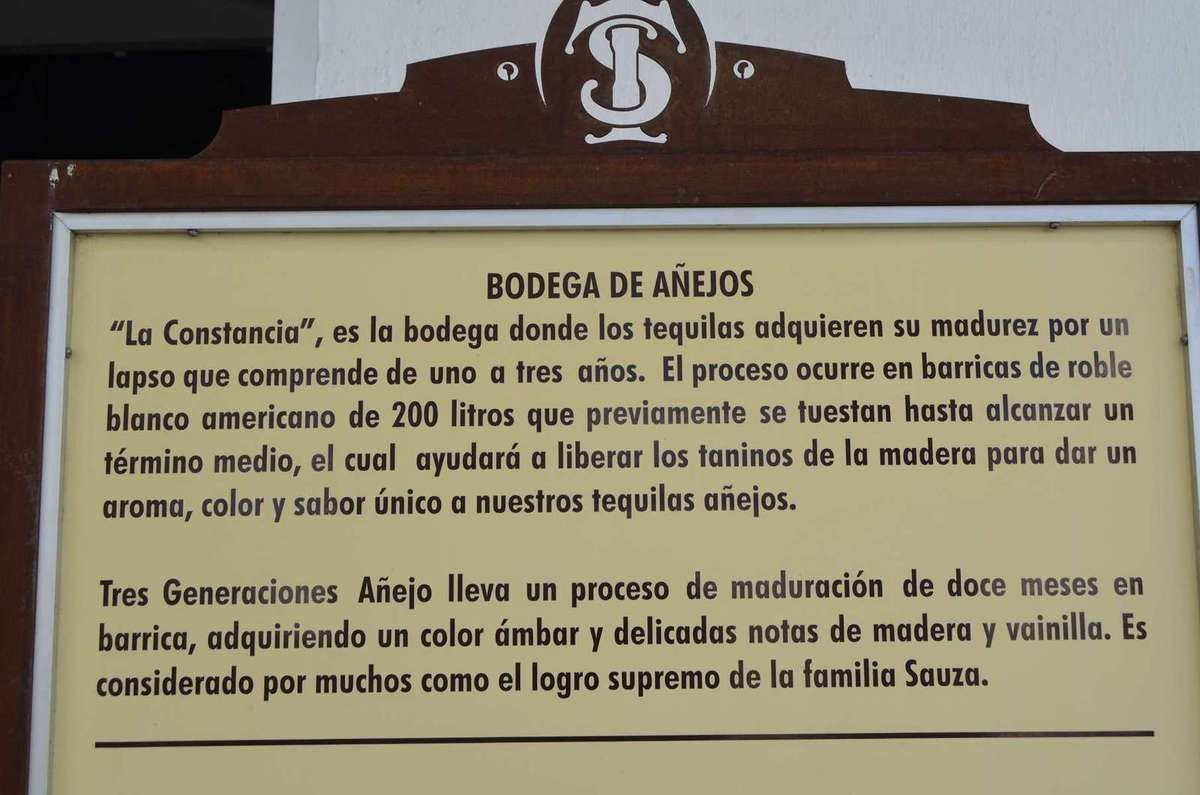 TS
BODEGA DE AÑEJOS
“La Constancia”, es la bodega donde los tequilas adquieren su madurez por un
lapso que comprende de uno a tres años. El proceso ocurre en barricas de roble
blanco americano de 200 litros que previamente se tuestan hasta alcanzar un
término medio, el cual ayudará a liberar los taninos de la madera para dar un
aroma, color y sabor único a nuestros tequilas añejos.
Tres Generaciones Añejo lleva un proceso de maduración de doce meses en
barrica, adquiriendo un color ámbar y delicadas notas de madera y vainilla. Es
considerado por muchos como el logro supremo de la familia Sauza.